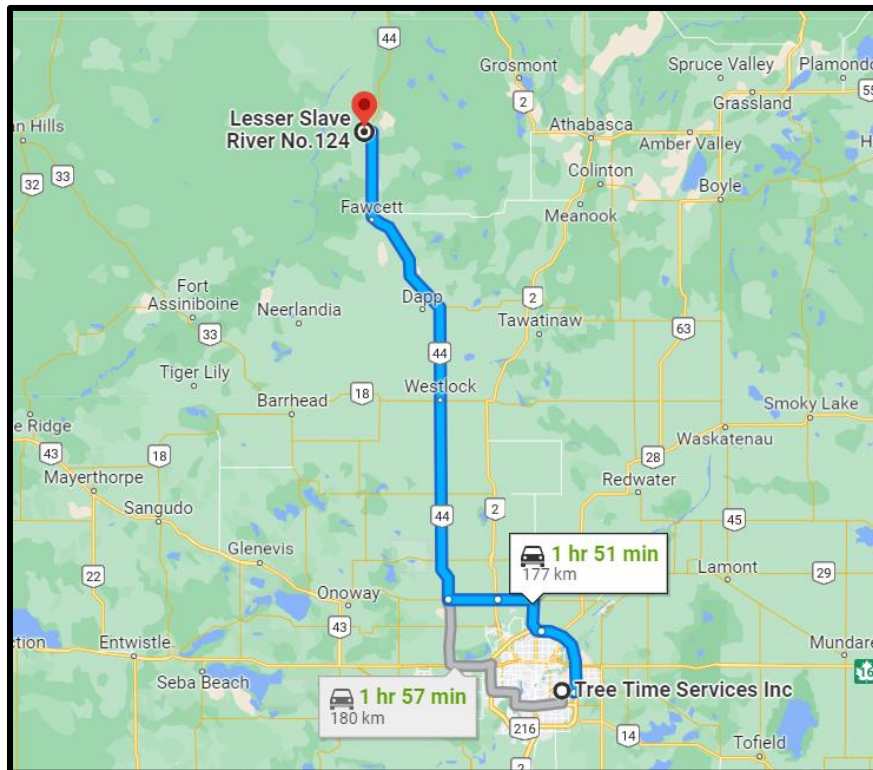 44
Grosmont
Spruce Valley
Plamondo
2
Grassland
55
Lesser Slave
River No.124
Athabasca
Amber Valley
nn Hills
H
Colinton
32
33
Boyle
Meanook
Fawcett
Fort
Assiniboine
Neerlandia
Dapp
2
Tawatinaw
63
33
44
Tiger Lily
Westlock
18
Barrhead
Smoky Lake
e Ridge
Waskatenau
43
18
28
Mayerthorpe
Redwater
Sangudo
44
2
45
Glenevis
1 hr 51 min
177 km
Lamont
22
Onoway
29
43
ction
Entwistle
Mundare
16
Seba Beach
1 hr 57 min
180 km
Tree Time Services Inc
216
14
Tofield
2